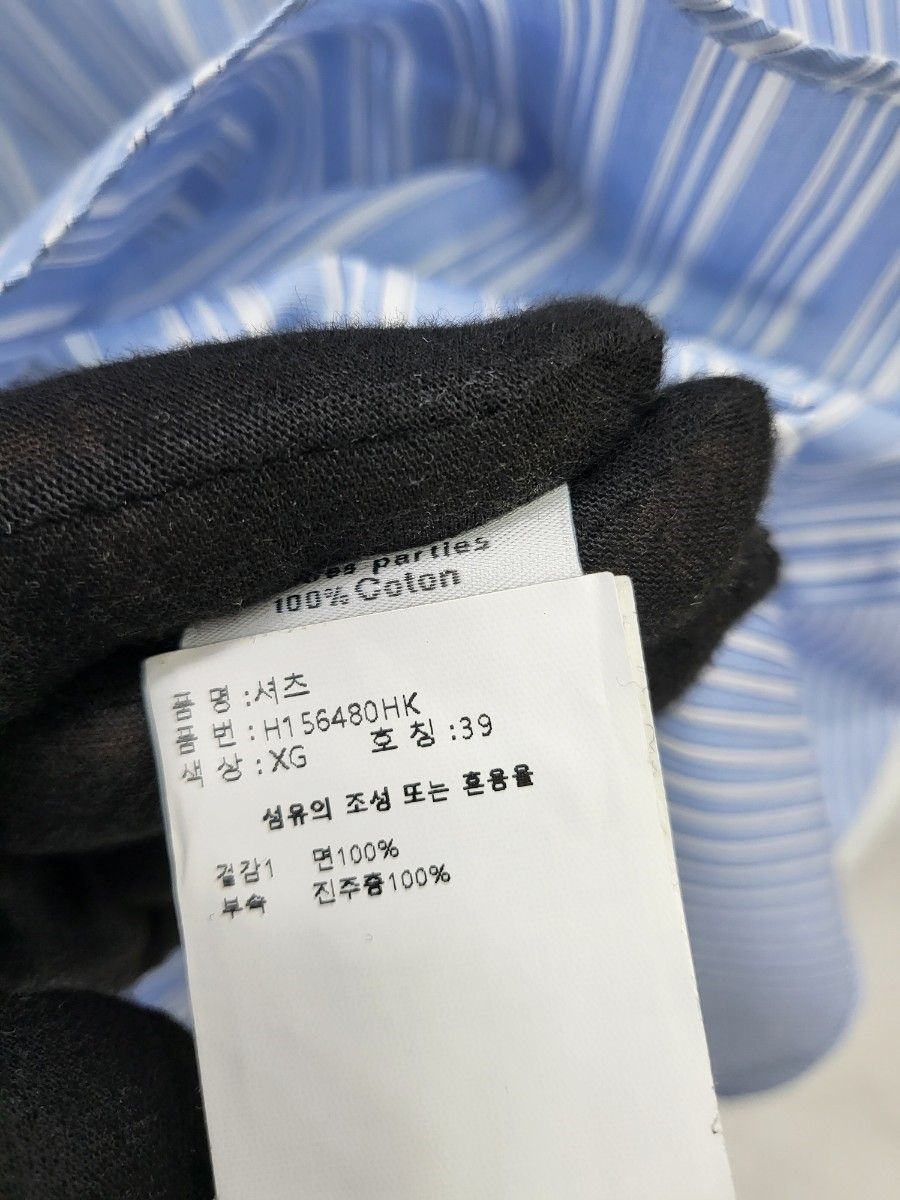 parties
100% Coton
품 명 :셔츠
품 번 :H156480HK
색 상 :XG 호 칭 :39
섬유의 조성 또는 혼용율
겉감1 면100%
부속 진주층100%